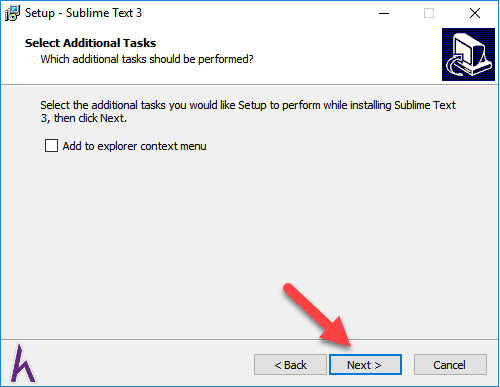 Setup - Sublime Text 3
Select Additional Tasks
Which additional tasks should be performed?
Select the additional tasks you would like Setup to perform while installing Sublime Text
3, then click Next.
Add to explorer context menu
< Back
Next >
Cancel